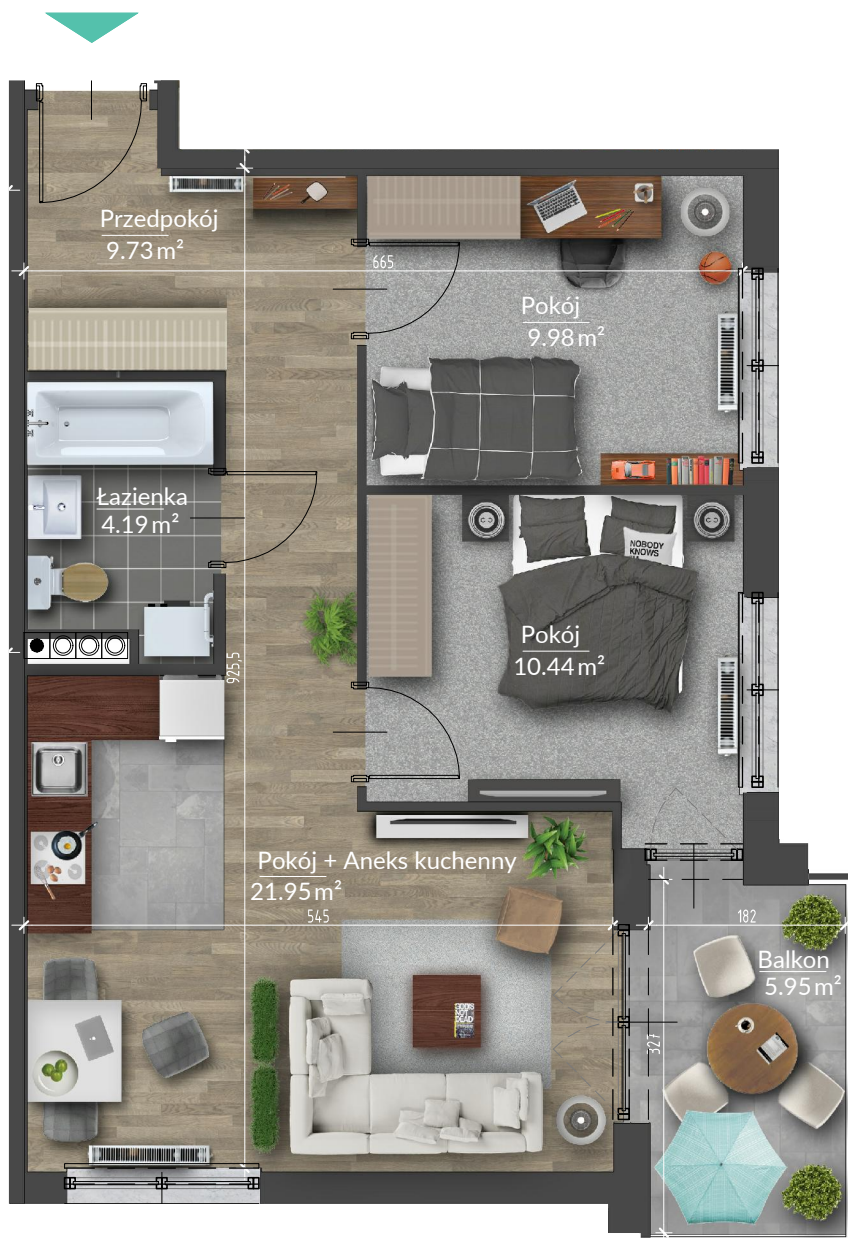 Przedpokój
9.73 m²
665
Pokój
9.98 m²
Łazienka
4.19 m²
NOBODY
KNOWS
Pokój
10.44 m²
925,5
Pokój + Aneks kuchenny
21.95 m²
545
182
Balkon
5.95 m²
327